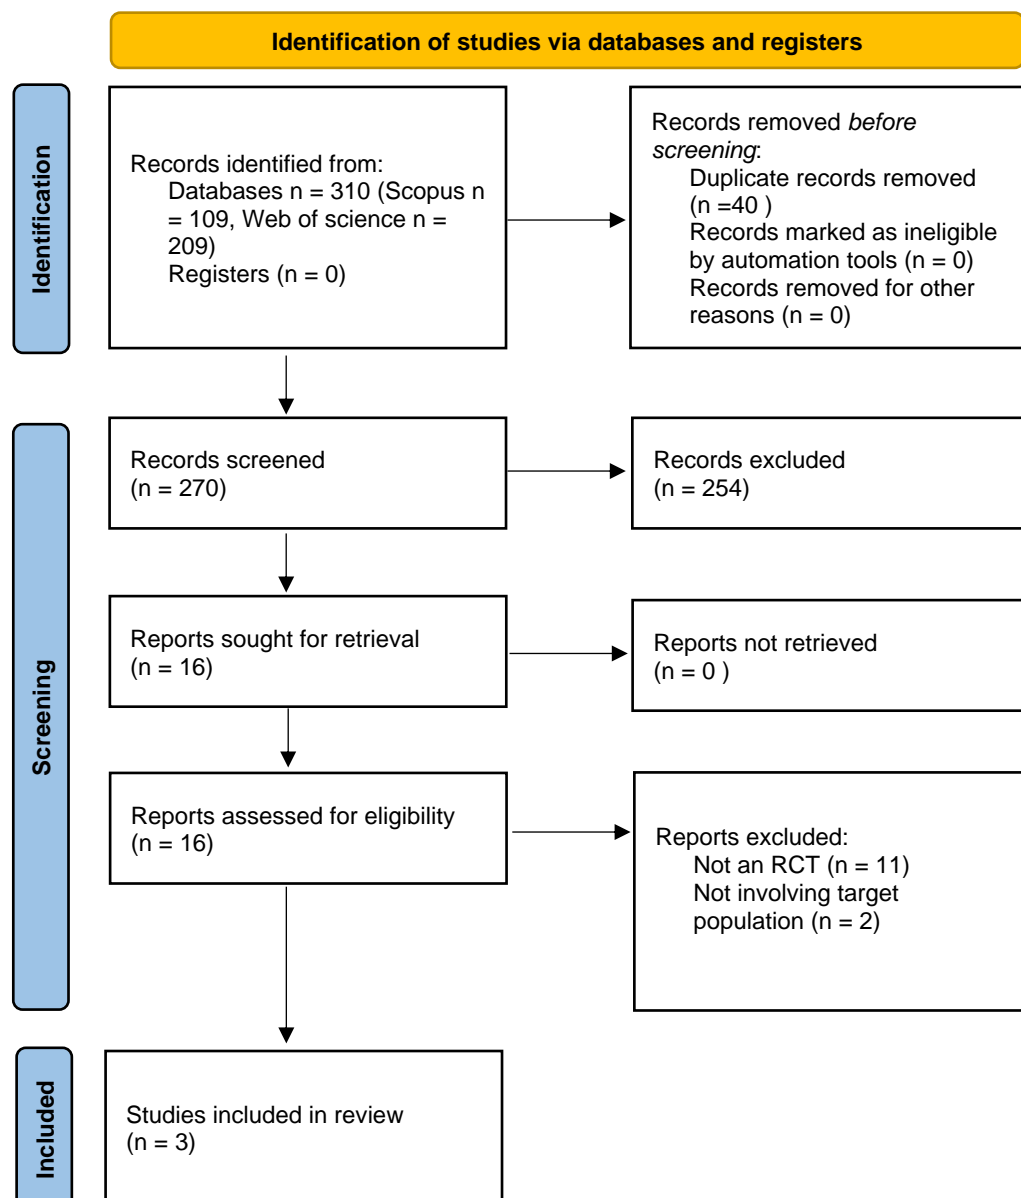 Identification of studies via databases and registers
Identification
Records identified from:
Databases n = 310 (Scopus n
= 109, Web of science n =
209)
Registers (n = 0)
Records removed before
screening:
Duplicate records removed
(n =40 )
Records marked as ineligible
by automation tools (n = 0)
Records removed for other
reasons (n = 0)
Screening
Records screened
(n = 270)
Records excluded
(n = 254)
Reports sought for retrieval
(n = 16)
Reports not retrieved
(n = 0 )
Reports assessed for eligibility
(n = 16)
Reports excluded:
Not an RCT (n = 11)
Not involving target
population (n = 2)
Included
Studies included in review
(n = 3)